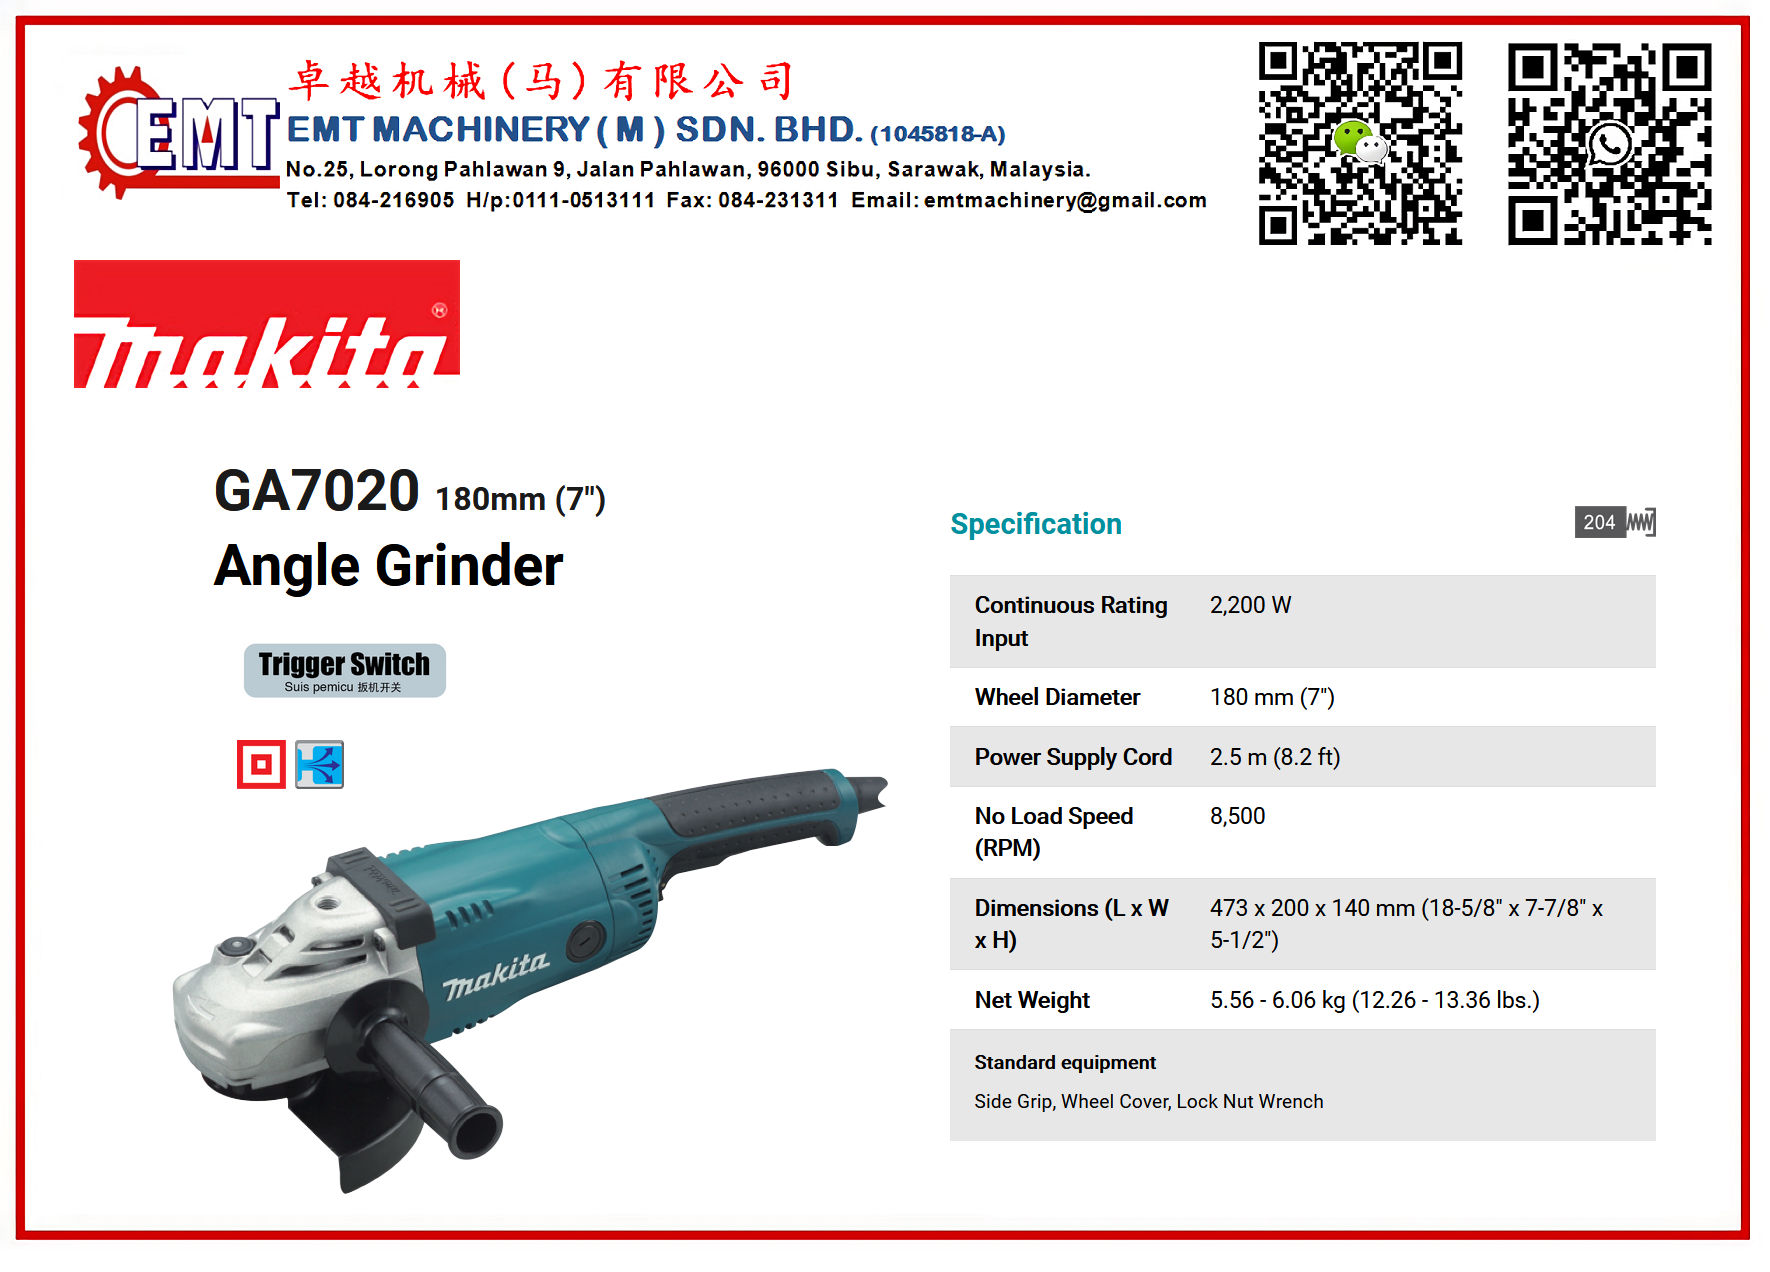 卓越机械(马)有限公司
EMT
EMT MACHINERY ( M ) SDN. BHD. (1045818-A)
No.25, Lorong Pahlawan 9, Jalan Pahlawan, 96000 Sibu, Sarawak, Malaysia.
Tel: 084-216905 H/p:0111-0513111 Fax: 084-231311 Email: emtmachinery@gmail.com
makita
GA7020 180mm (7")
Angle Grinder
Trigger Switch
Suis pemicu 扳机开关
makita
Specification
204
Continuous Rating 2,200 W
Input
Wheel Diameter 180 mm (7")
Power Supply Cord 2.5 m (8.2 ft)
No Load Speed 8,500
(RPM)
Dimensions (L x W 473 x 200 x 140 mm (18-5/8" x 7-7/8" x
x H) 5-1/2")
Net Weight 5.56 - 6.06 kg (12.26 - 13.36 lbs.)
Standard equipment
Side Grip, Wheel Cover, Lock Nut Wrench